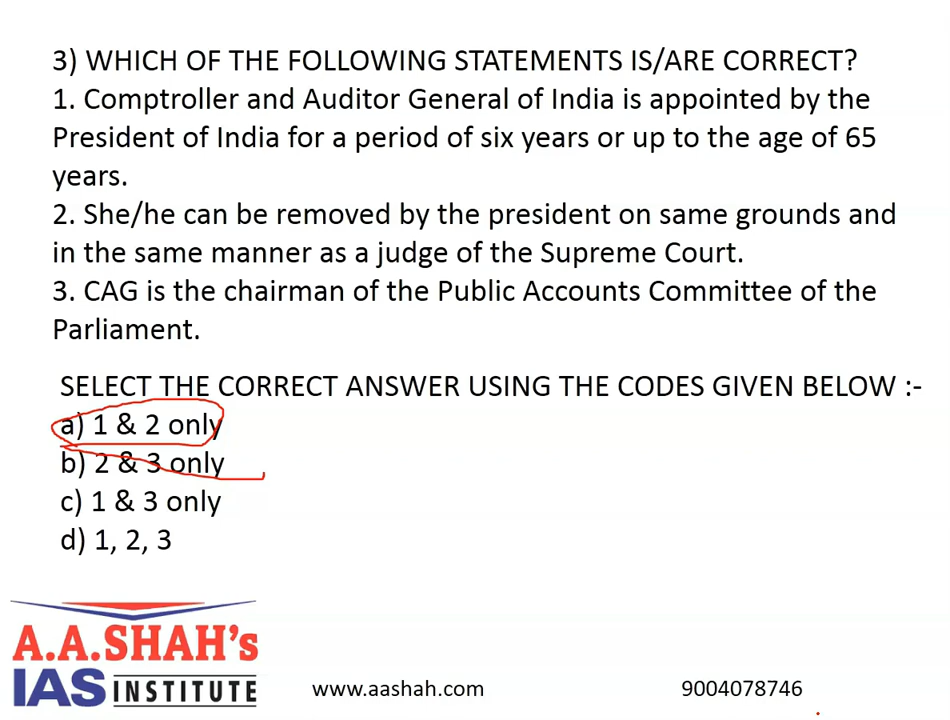 3) WHICH OF THE FOLLOWING STATEMENTS IS/ARE CORRECT?
1. Comptroller and Auditor General of India is appointed by the
President of India for a period of six years or up to the age of 65
years.
2. She/he can be removed by the president on same grounds and
in the same manner as a judge of the Supreme Court.
3. CAG is the chairman of the Public Accounts Committee of the
Parliament.
SELECT THE CORRECT ANSWER USING THE CODES GIVEN BELOW :-
a) 1 & 2 only
b) 2 & 3 only
c) 1 & 3 only
d) 1, 2, 3
A.A.SHAH's
IAS INSTITUTE
www.aashah.com 9004078746